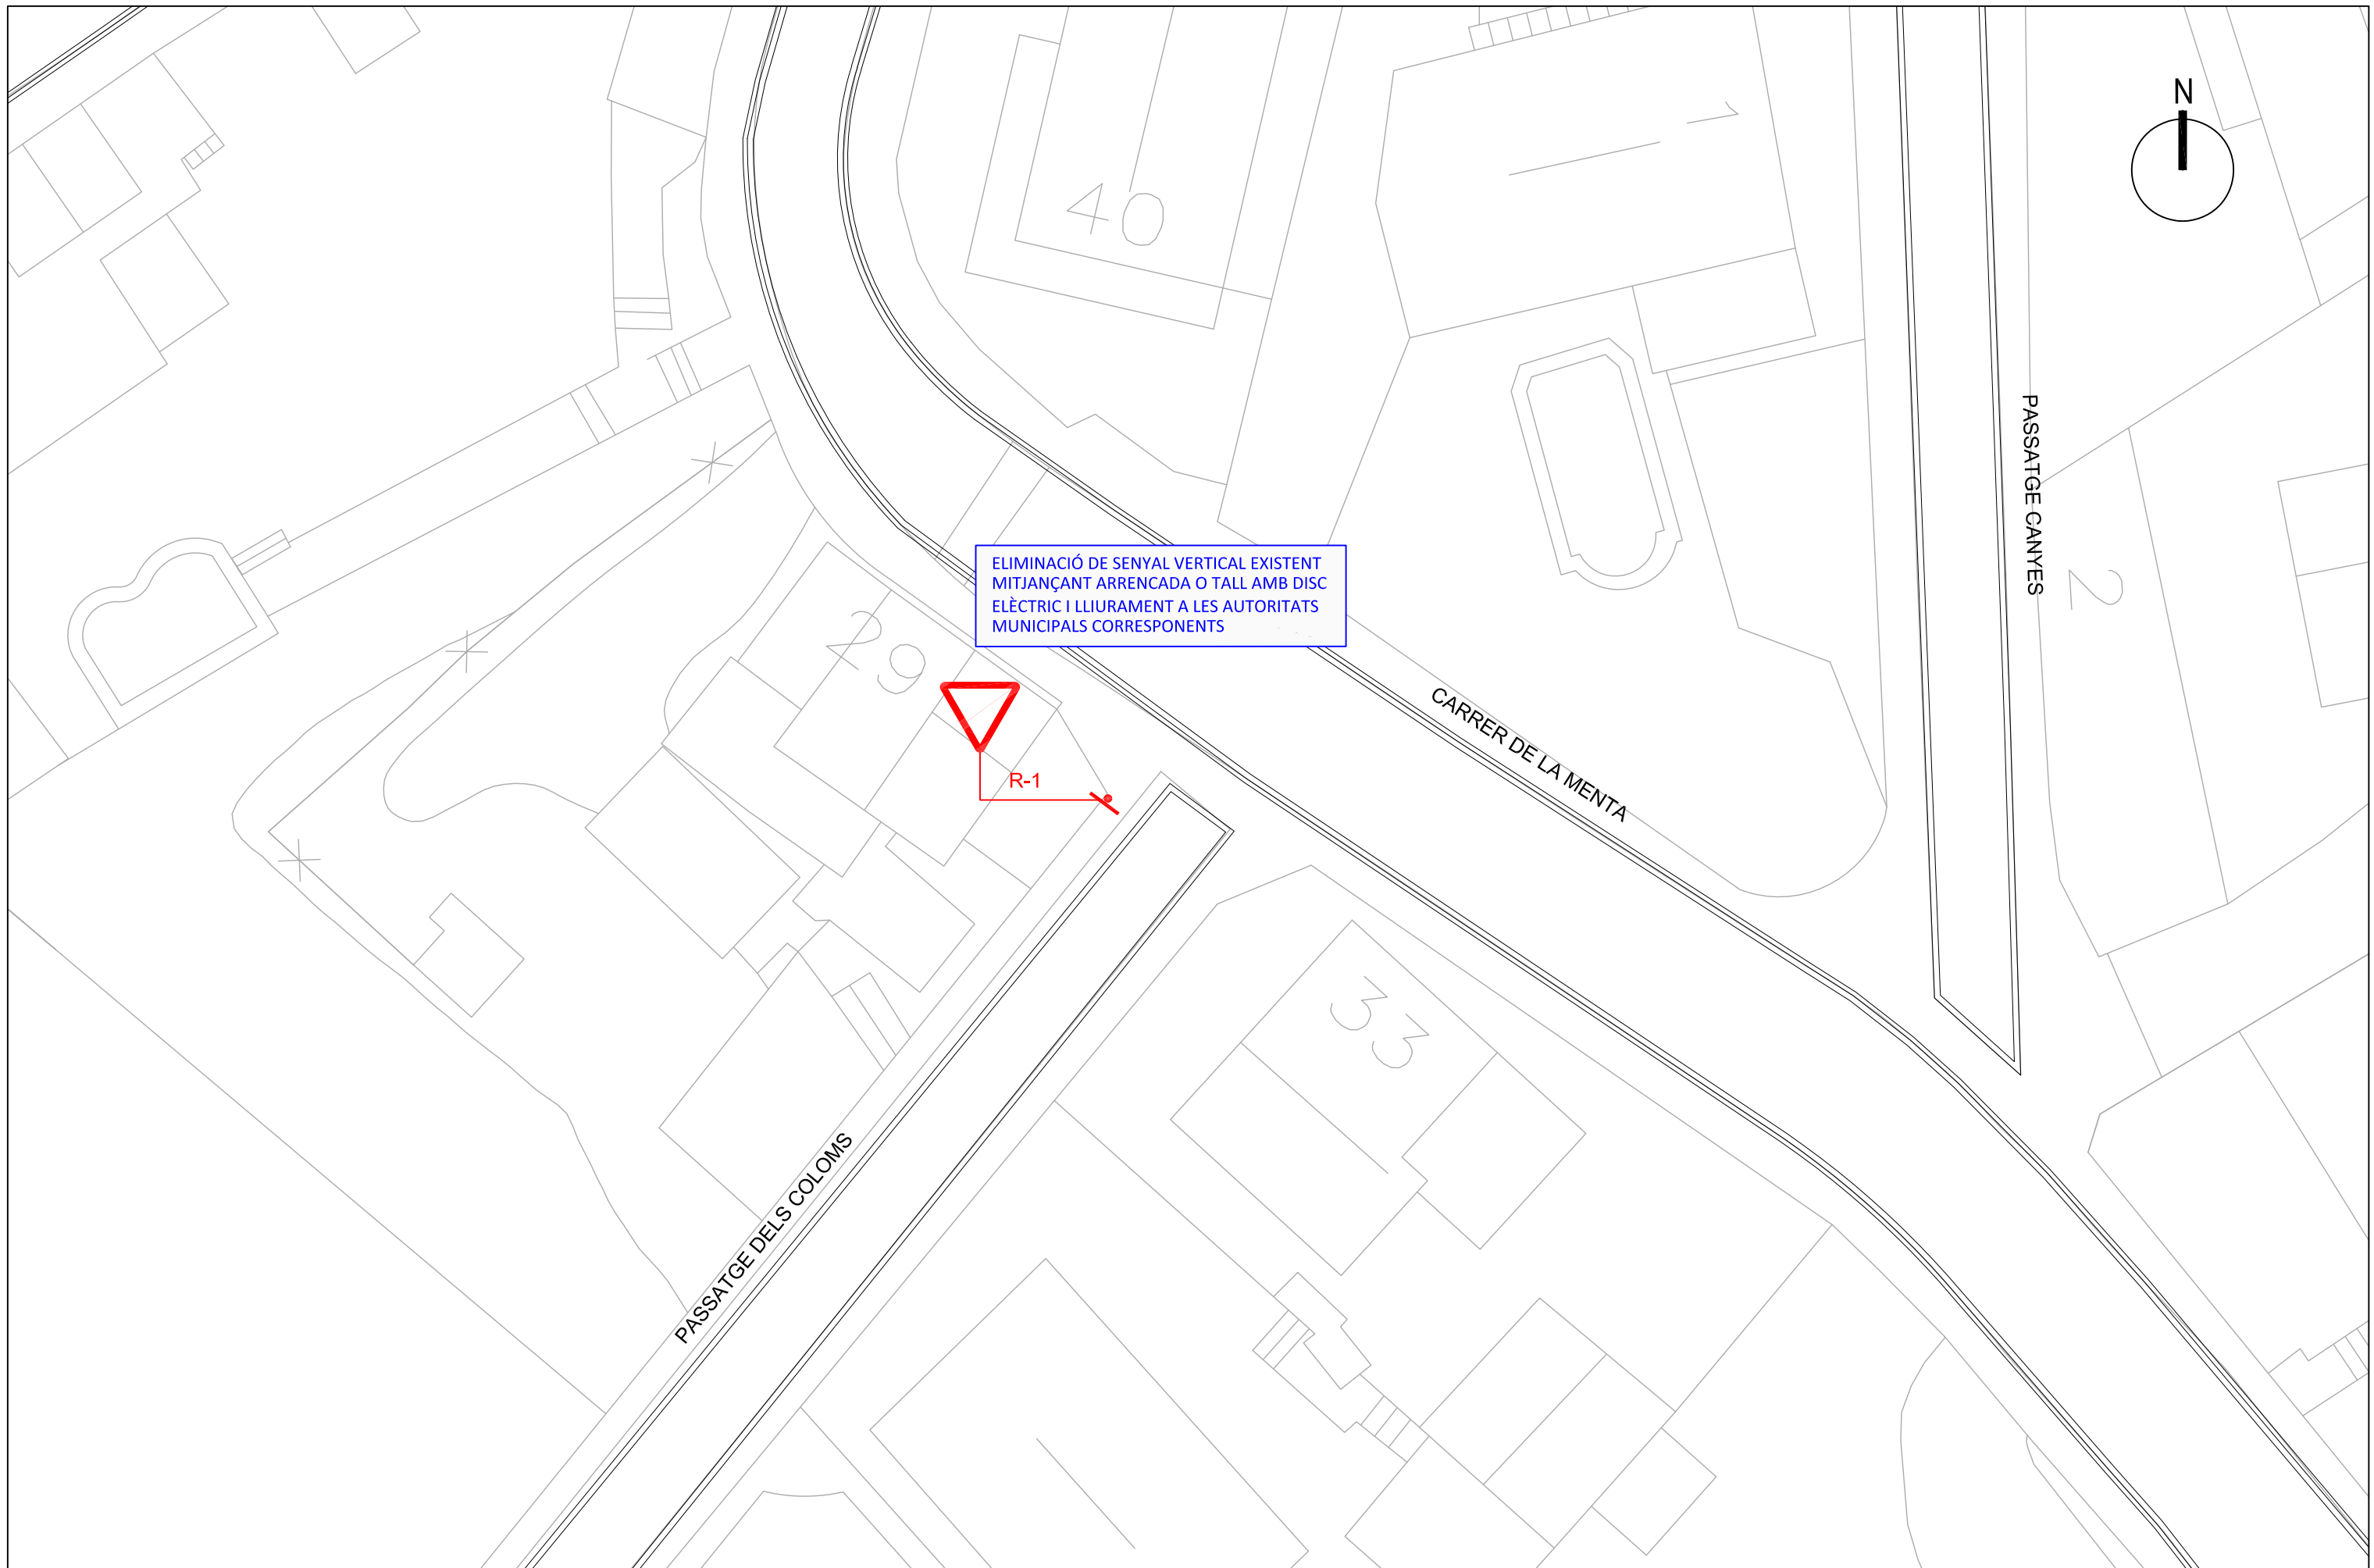 N
40
1
PASSATGE CANYES
2
ELIMINACIÓ DE SENYAL VERTICAL EXISTENT
MITJANÇANT ARRENCADA O TALL AMB DISC
ELÈCTRIC I LLIURAMENT A LES AUTORITATS
MUNICIPALS CORRESPONENTS
29
CARRER DE LA MENTA
R-1
33
PASSATGE DELS COLOMS